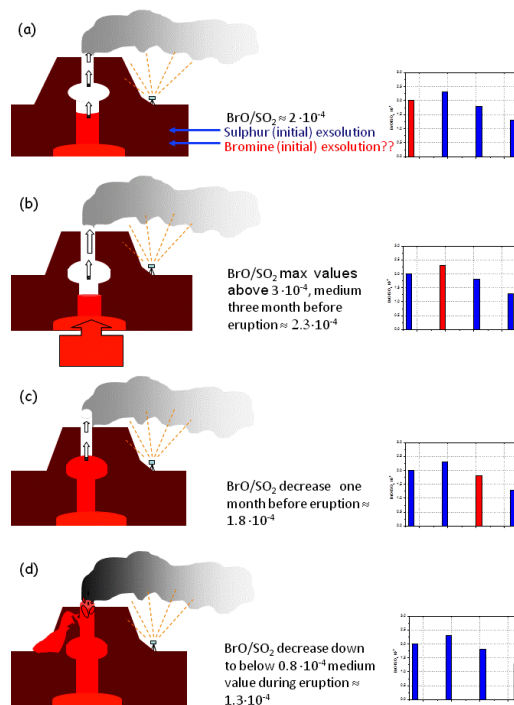 (a)
BrO/SO₂ ≈ 2 ·10⁻⁴
Sulphur (initial) exsolution
Bromine (initial) exsolution??
(b)
BrO/SO₂ max values
above 3 ·10⁻⁴, medium
three month before
eruption ≈ 2.3·10⁻⁴
(c)
BrO/SO₂ decrease one
month before eruption ≈
1.8 ·10⁻⁴
(d)
BrO/SO₂ decrease down
to below 0.8 ·10⁻⁴ medium
value during eruption ≈
1.3·10⁻⁴